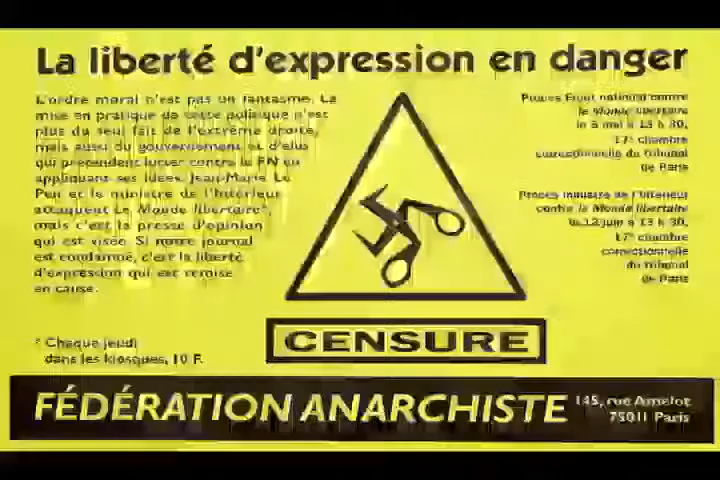 La liberté d'expression en danger
L'ordre moral n'est pas un fantasme. La
mise en pratique de cette politique n'est
plus du seul fait de l'extrême droite,
mais aussi du gouvernement et d'élus
qui prétendent lutter contre le FN en
appliquant ses idées. Jean-Marie Le
Pen et le ministre de l'Intérieur
attaquent Le Monde libertaire*,
mais c'est la presse d'opinion
qui est visée. Si notre journal
est condamné, c'est la liberté
d'expression qui est remise
en cause.
* Chaque jeudi
dans les kiosques, 10 F.
Procès Front national contre
le Monde libertaire
le 5 mai à 13 h 30,
17e chambre
correctionnelle du tribunal
de Paris
Procès ministre de l'Intérieur
contre le Monde libertaire
le 12 juin à 13 h 30,
17e chambre
correctionnelle
du tribunal
de Paris
CENSURE
FÉDÉRATION ANARCHISTE
145, rue Amelot
75011 Paris